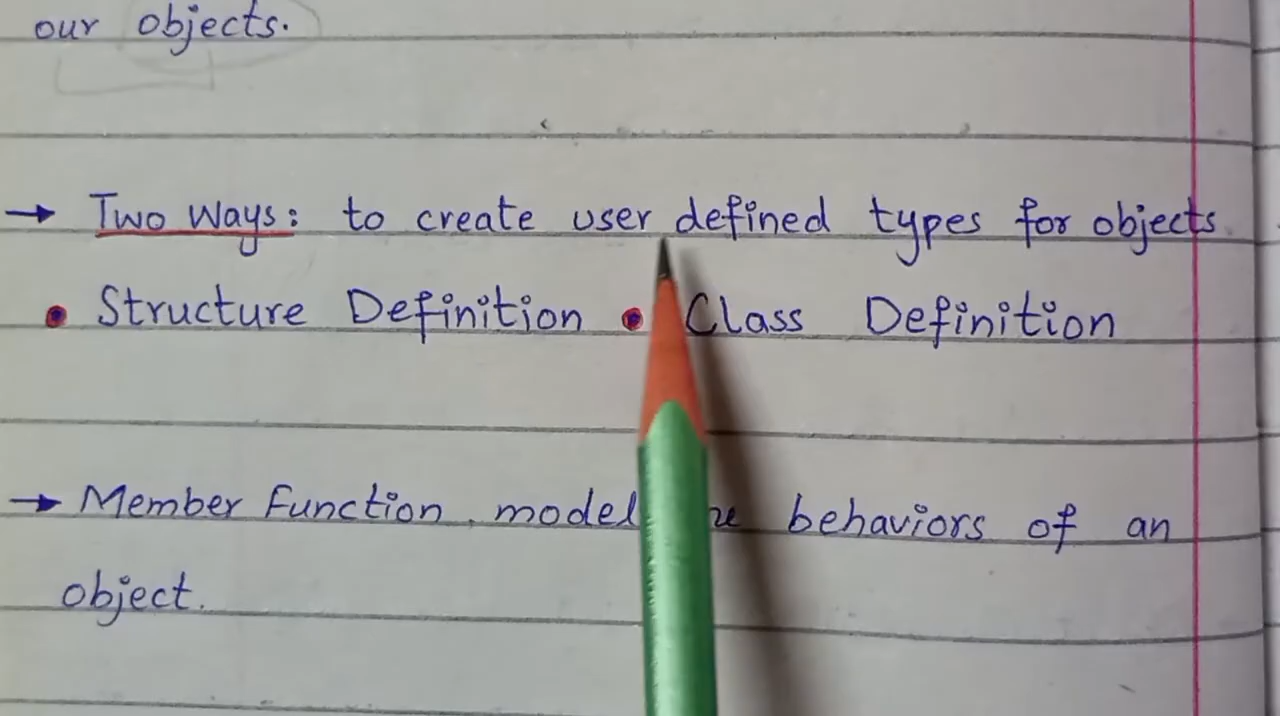 our objects.
→ Two Ways: to create user defined types for objects
• Structure Definition • Class Definition
→ Member Function model behaviors of an
object.